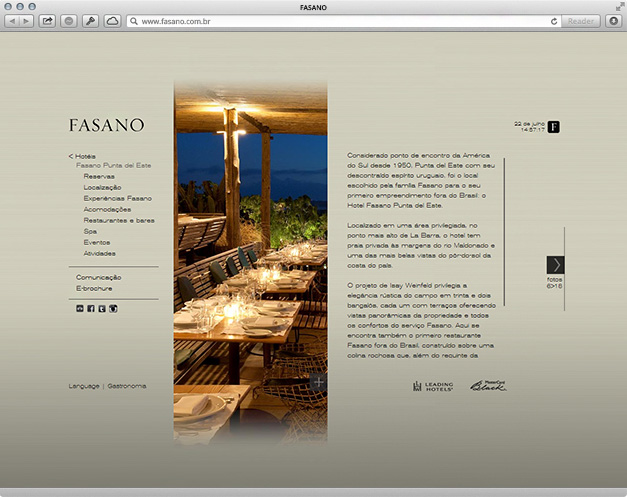 FASANO
www.fasano.com.br
Reader
FASANO
22 de julho
14:57:17
F
< Hotéis
Fasano Punta del Este
Reservas
Localização
Experiências Fasano
Acomodações
Restaurantes e bares
Spa
Eventos
Atividades
Comunicação
E-brochure
Language | Gastronomia
Considerado ponto de encontro da América
do Sul desde 1950, Punta del Este com seu
descontraído espírito uruguaio, foi o local
escolhido pela família Fasano para o seu
primeiro empreendimento fora do Brasil: o
Hotel Fasano Punta del Este.
Localizado em uma área privilegiada, no
ponto mais alto de La Barra, o hotel tem
praia privada às margens do rio Maldonado e
uma das mais belas vistas do pôr-do-sol da
costa do país.
O projeto de Isay Weinfeld privilegia a
elegância rústica do campo em trinta e dois
bangalôs, cada um com terraços oferecendo
vistas panorâmicas da propriedade e todos
os confortos do serviço Fasano. Aqui se
encontra também o primeiro restaurante
Fasano fora do Brasil, construído sobre uma
colina rochosa que, além do requinte da
fotos
6>16
LEADING
HOTELS
MasterCard
Black